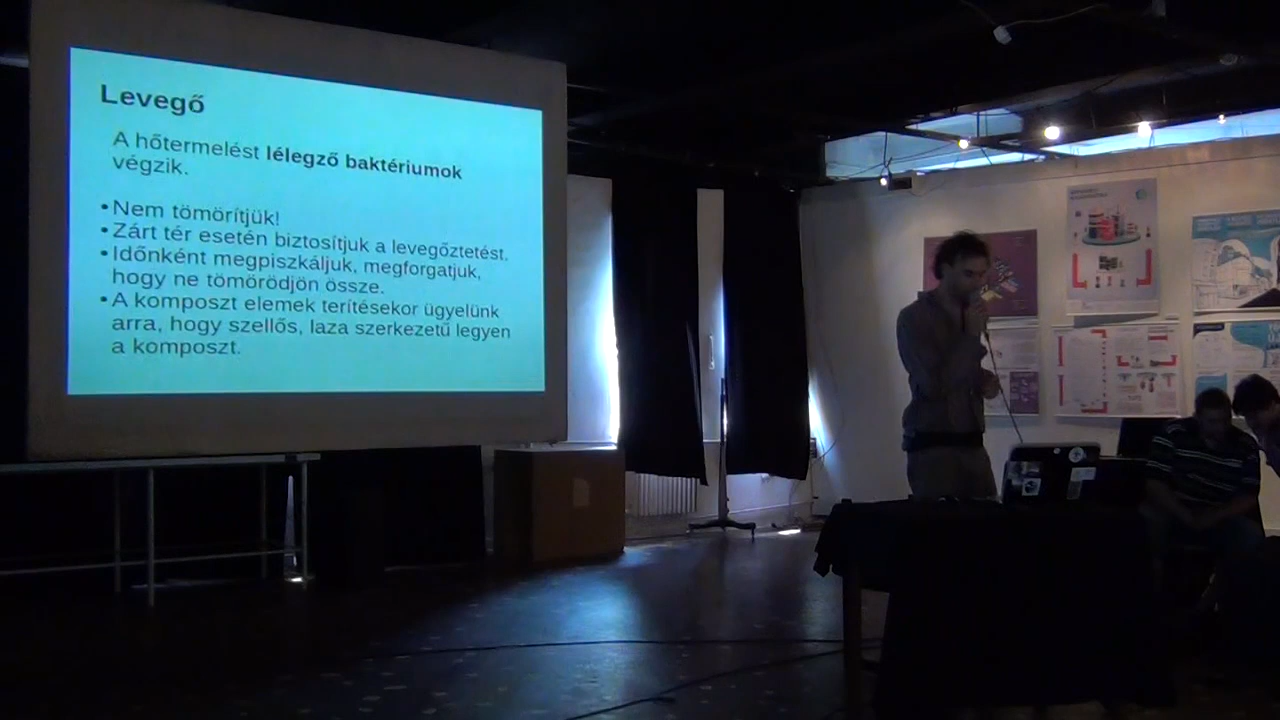 Levegő
A hőtermelést lélegző baktériumok
végzik.
• Nem tömörítjük!
• Zárt tér esetén biztosítjuk a levegőztetést.
• Időnként megpiszkáljuk, megforgatjuk,
hogy ne tömörödjön össze.
• A komposzt elemek terítésekor ügyelünk
arra, hogy szellős, laza szerkezetű legyen
a komposzt.